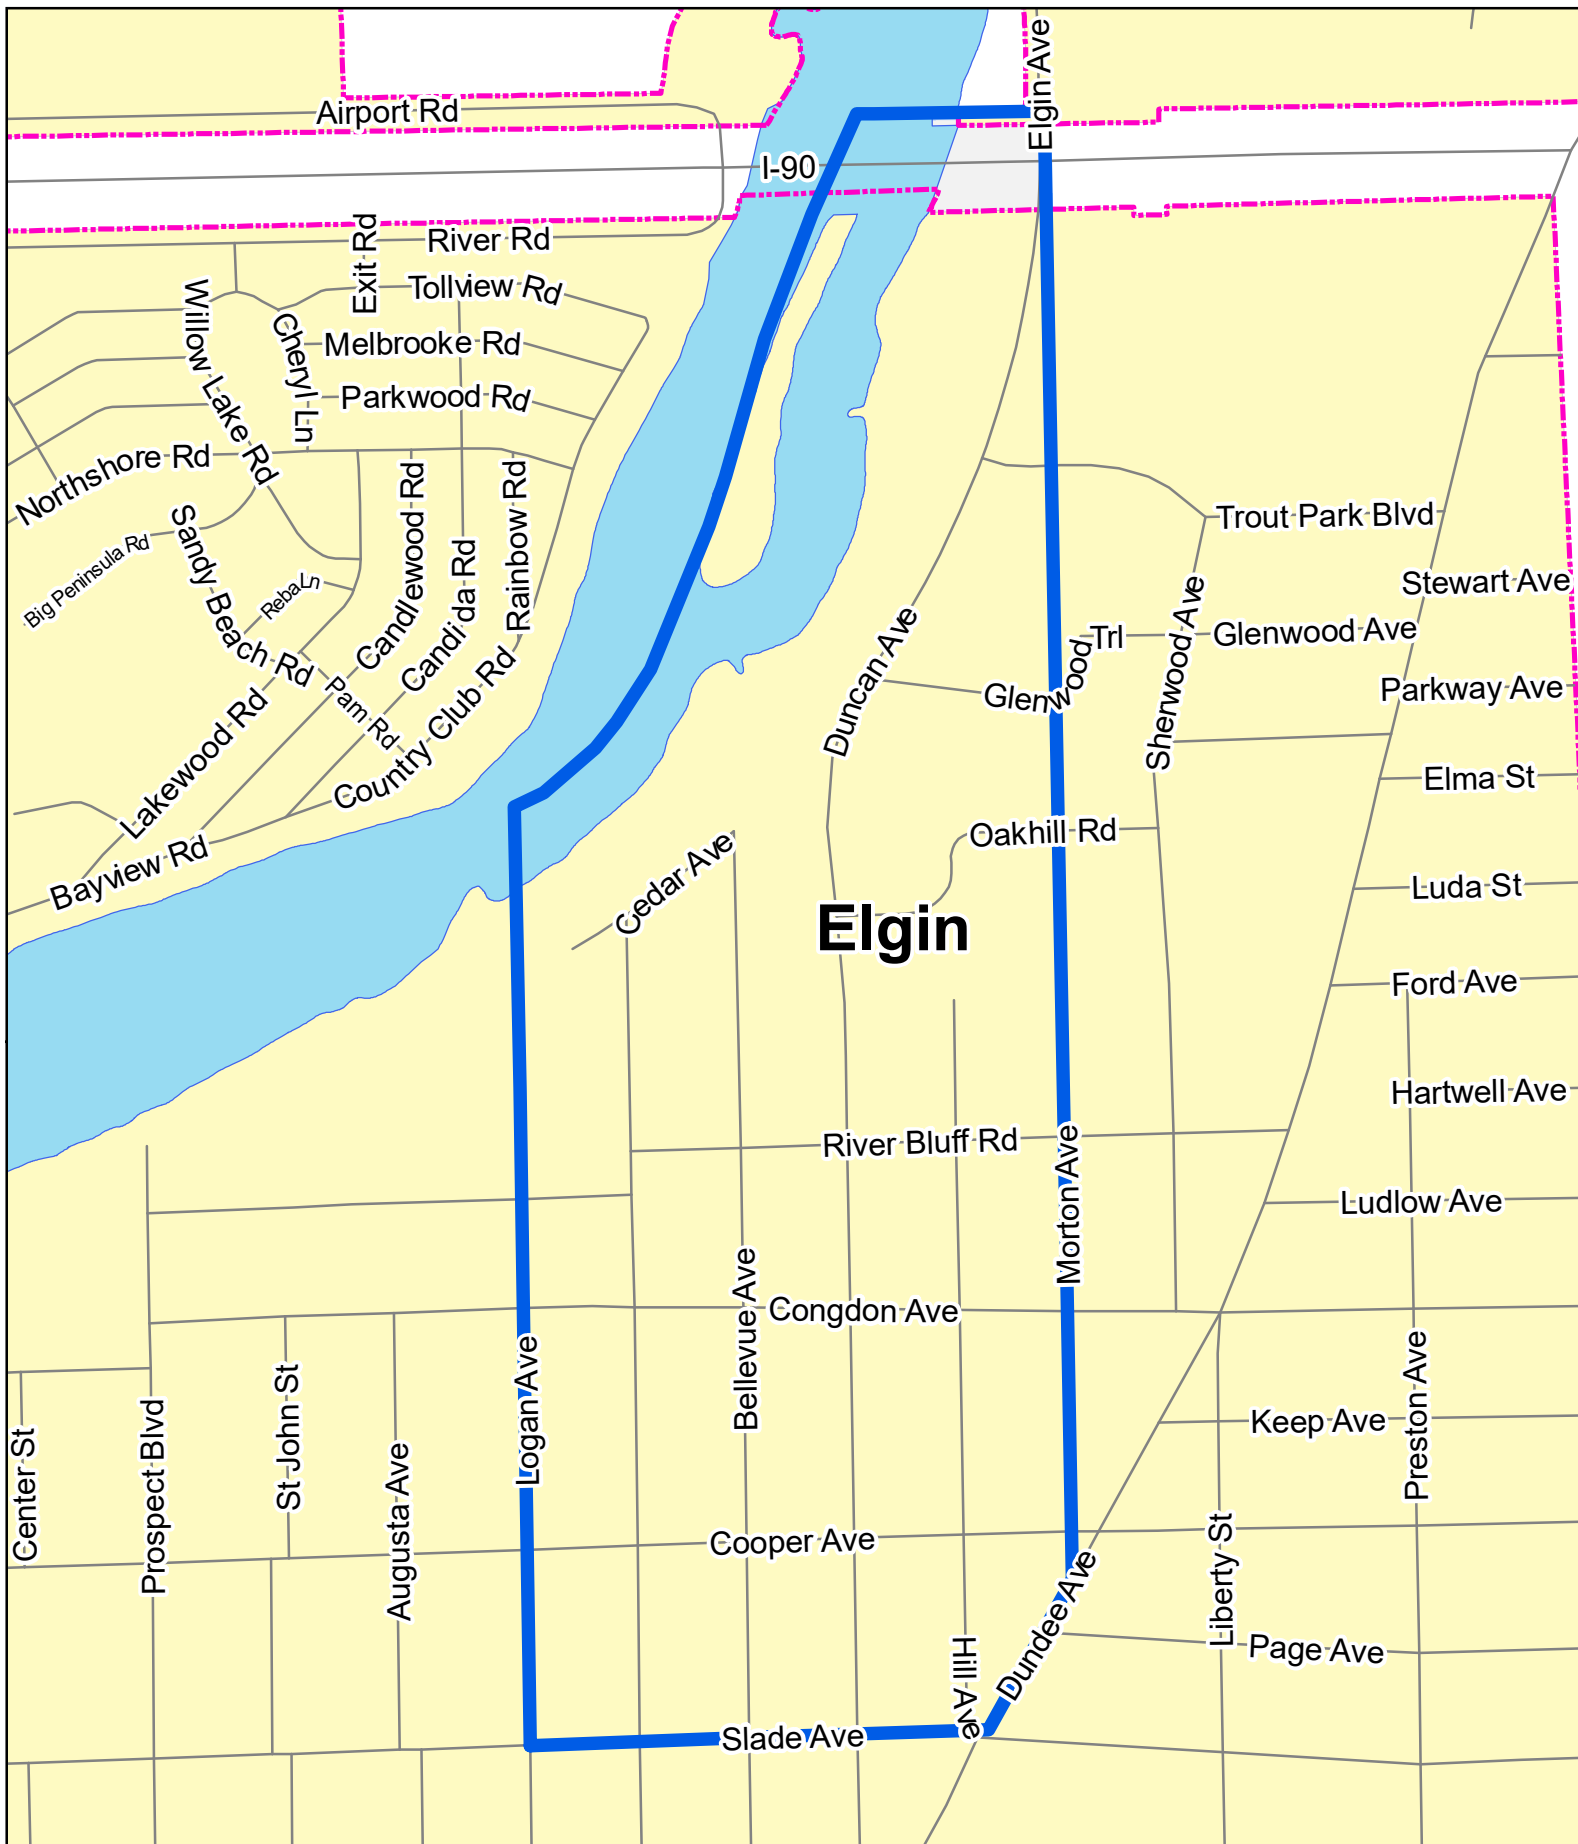 Elgin Ave
Airport Rd
I-90
Exit Rd
River Rd
Tollview Rd
Willow Lake Rd
Cheryl Ln
Melbrooke Rd
Parkwood Rd
Northshore Rd
Candlewood Rd
Rainbow Rd
Sandy Beach Rd
Trout Park Blvd
Big Peninsula Rd
Candida Rd
Reba Ln
Stewart Ave
Duncan Ave
Glenwood Trl
Sherwood Ave
Glenwood Ave
Pam Rd
Country Club Rd
Lakewood Rd
Parkway Ave
Elma St
Bayview Rd
Cedar Ave
Oakhill Rd
Luda St
Elgin
Ford Ave
Hartwell Ave
River Bluff Rd
Morton Ave
Ludlow Ave
Bellevue Ave
Congdon Ave
Logan Ave
St John St
Preston Ave
Prospect Blvd
Center St
Keep Ave
Augusta Ave
Cooper Ave
Liberty St
Dundee Ave
Hill Ave
Page Ave
Slade Ave